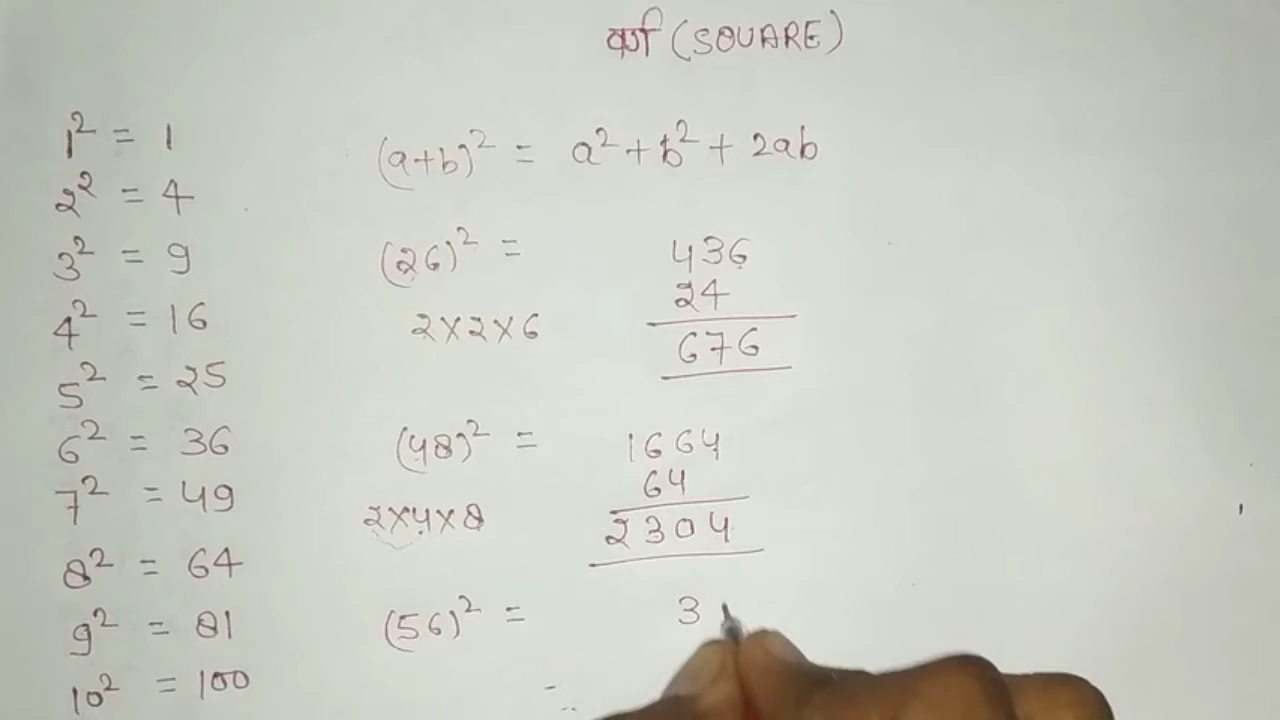 वर्ग (SQUARE)
1² = 1
2² = 4
3² = 9
4² = 16
5² = 25
6² = 36
7² = 49
8² = 64
9² = 81
10² = 100
(a+b)² = a² + b² + 2ab
(26)² = 436
2×2×6 24
676
(48)² = 1664
2×4×8 64
2304
(56)² = 3